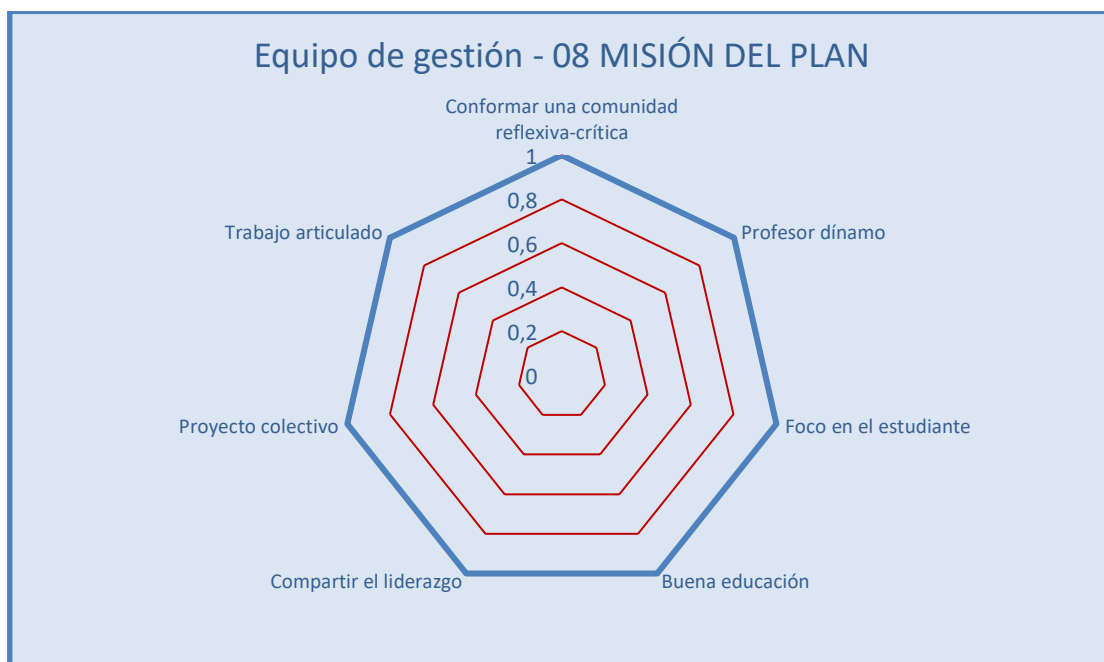 Equipo de gestión - 08 MISIÓN DEL PLAN
Conformar una comunidad
reflexiva-crítica
1
0,8
0,6
0,4
0,2
0
Profesor dínamo
Foco en el estudiante
Buena educación
Compartir el liderazgo
Proyecto colectivo
Trabajo articulado